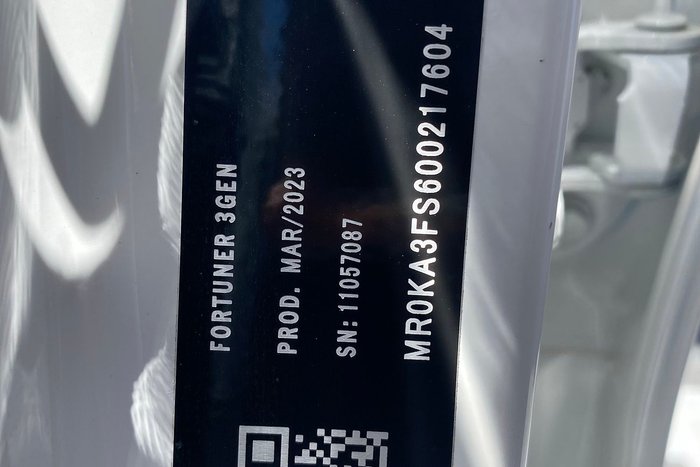 FORTUNER 3GEN
PROD. MAR/2023
SN: 11057087
MR0KA3FS600217604